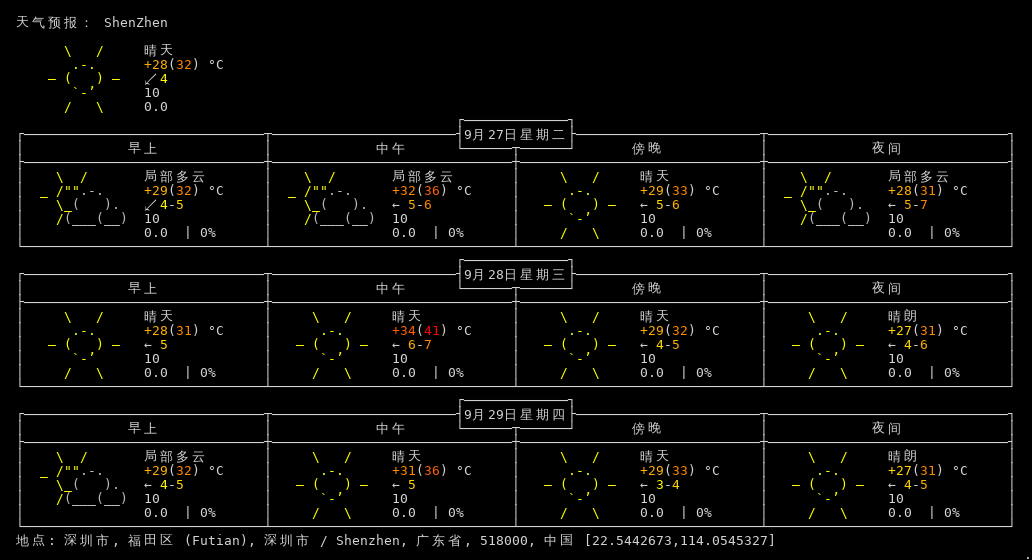 天气预报： ShenZhen
晴天
+28(32) °C
↙4
10
0.0
9月27日星期二
早上 中午 傍晚 夜间
局部多云 局部多云 晴天 局部多云
+29(32) °C +32(36) °C +29(33) °C +28(31) °C
↙4-5 ← 5-6 ← 5-6 ← 5-7
10 10 10 10
0.0 | 0% 0.0 | 0% 0.0 | 0% 0.0 | 0%
9月28日星期三
早上 中午 傍晚 夜间
晴天 晴天 晴天 晴朗
+28(31) °C +34(41) °C +29(32) °C +27(31) °C
← 5 ← 6-7 ← 4-5 ← 4-6
10 10 10 10
0.0 | 0% 0.0 | 0% 0.0 | 0% 0.0 | 0%
9月29日星期四
早上 中午 傍晚 夜间
局部多云 晴天 晴天 晴朗
+29(32) °C +31(36) °C +29(33) °C +27(31) °C
← 4-5 ← 5 ← 3-4 ← 4-5
10 10 10 10
0.0 | 0% 0.0 | 0% 0.0 | 0% 0.0 | 0%
地点: 深圳市, 福田区 (Futian), 深圳市 / Shenzhen, 广东省, 518000, 中国 [22.5442673,114.0545327]